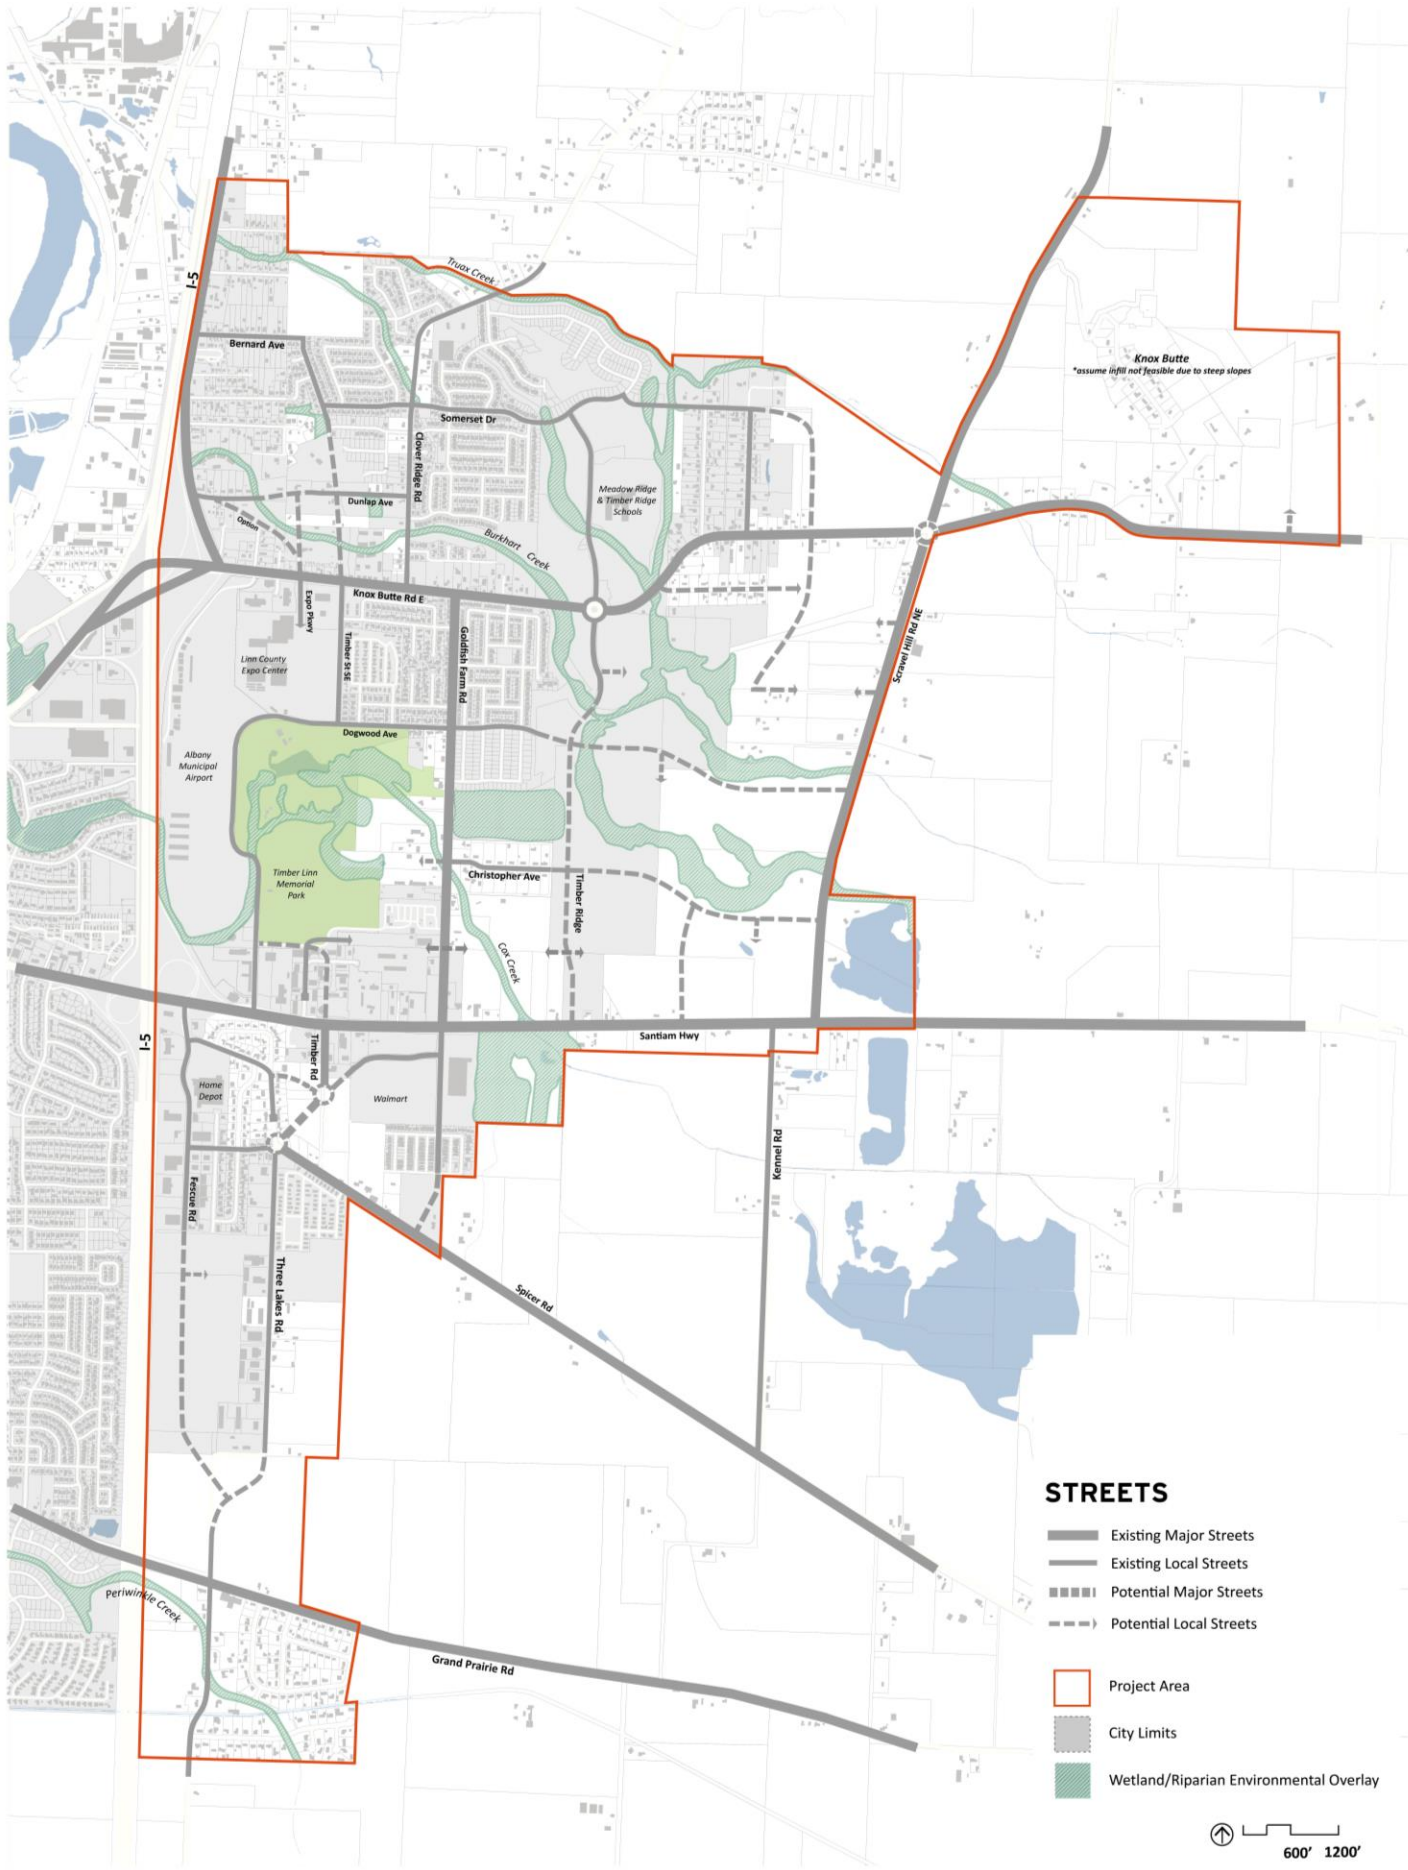 Truax Creek
I-5
Bernard Ave
Knox Butte
*assume infill not feasible due to steep slopes
Somerset Dr
Clover Ridge Rd
Meadow Ridge
& Timber Ridge
Schools
Dunlap Ave
Option
Burkhart Creek
Knox Butte Rd E
Expo Pkwy
Timber St SE
Goldfish Farm Rd
Linn County
Expo Center
Scravel Hill Rd NE
Dogwood Ave
Albany
Municipal
Airport
Timber Linn
Memorial
Park
Christopher Ave
Timber Ridge
Cox Creek
Santiam Hwy
I-5
Timber Rd
Home
Depot
Walmart
Kennel Rd
Fescue Rd
Three Lakes Rd
Spicer Rd
Periwinkle Creek
Grand Prairie Rd
STREETS
Existing Major Streets
Existing Local Streets
Potential Major Streets
Potential Local Streets
Project Area
City Limits
Wetland/Riparian Environmental Overlay
600' 1200'